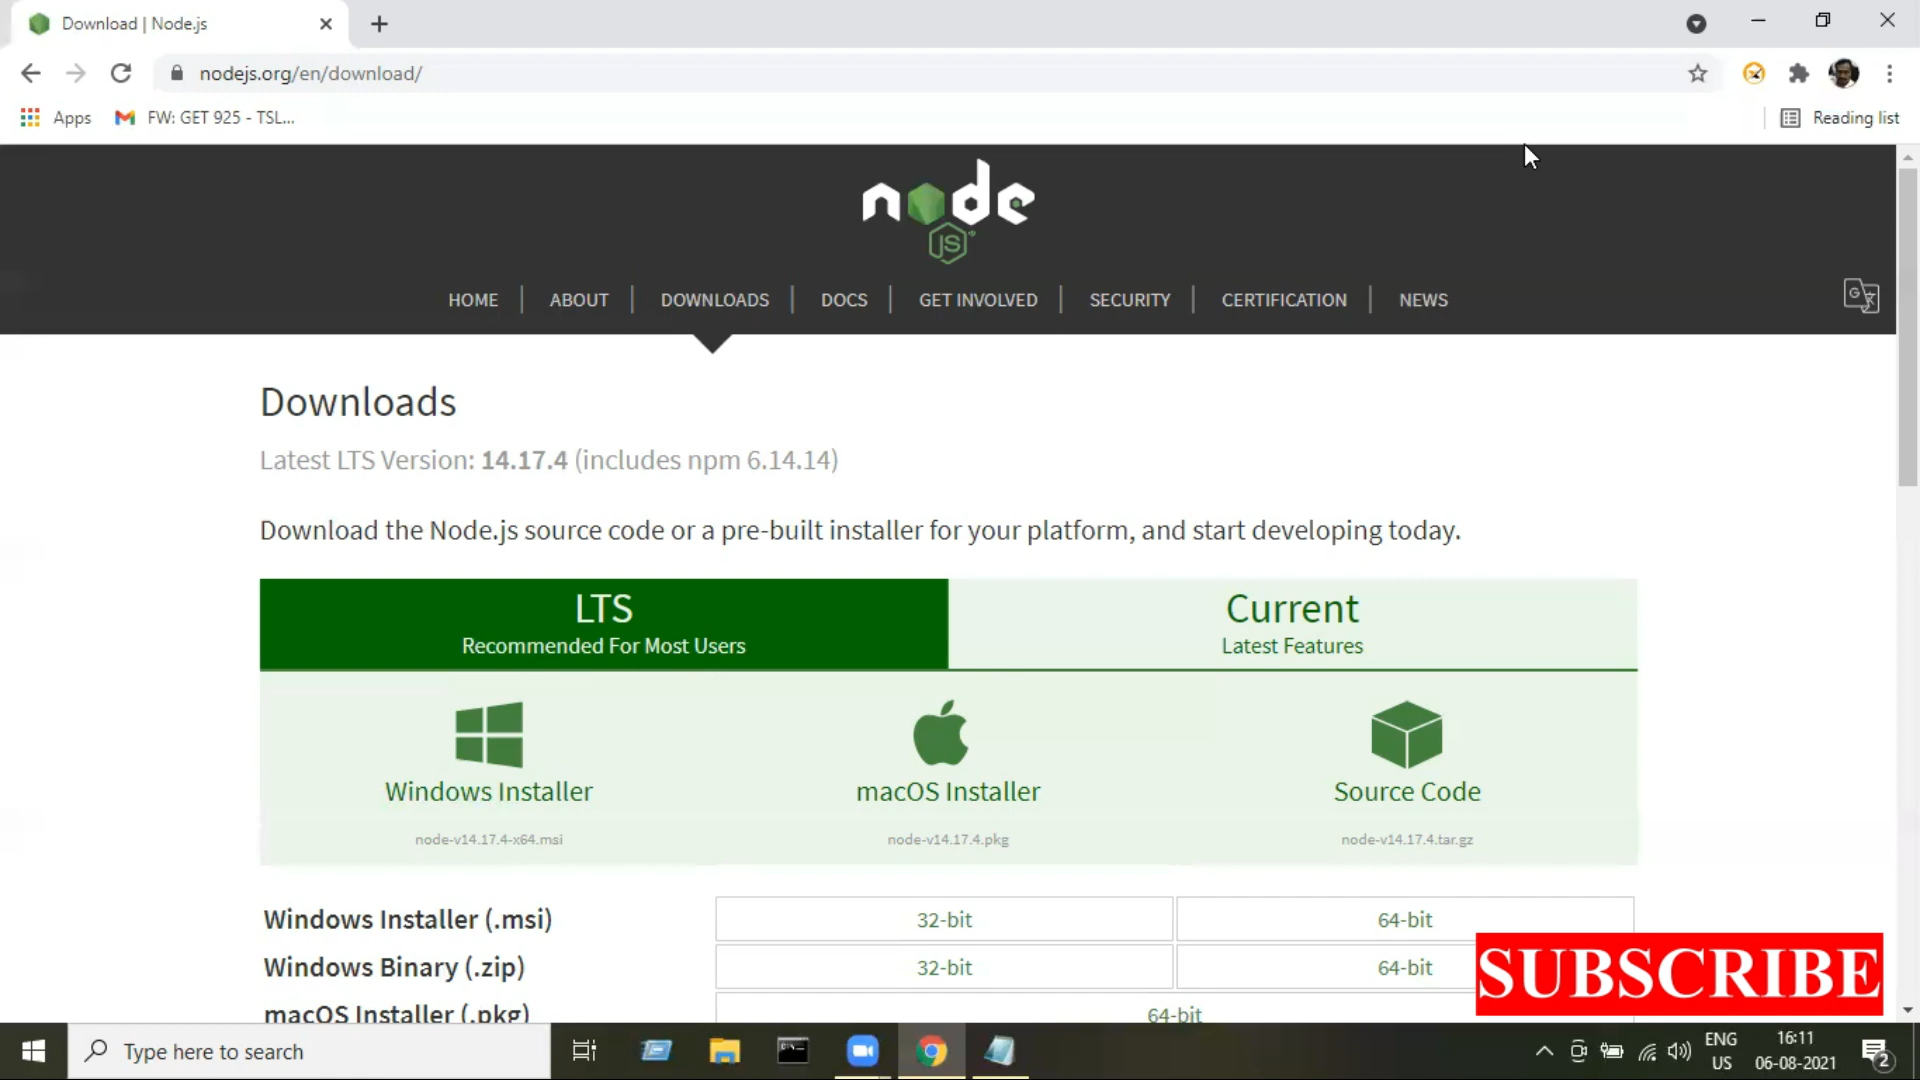 Download | Node.js
nodejs.org/en/download/
Apps
FW: GET 925 - TSL...
Reading list
node
JS
HOME
ABOUT
DOWNLOADS
DOCS
GET INVOLVED
SECURITY
CERTIFICATION
NEWS
Downloads
Latest LTS Version: 14.17.4 (includes npm 6.14.14)
Download the Node.js source code or a pre-built installer for your platform, and start developing today.
LTS
Recommended For Most Users
Current
Latest Features
Windows Installer
node-v14.17.4-x64.msi
macOS Installer
node-v14.17.4.pkg
Source Code
node-v14.17.4.tar.gz
Windows Installer (.msi)
32-bit
64-bit
Windows Binary (.zip)
32-bit
64-bit
macOS Installer (.pkg)
64-bit
SUBSCRIBE
Type here to search
ENG
US
16:11
06-08-2021
2